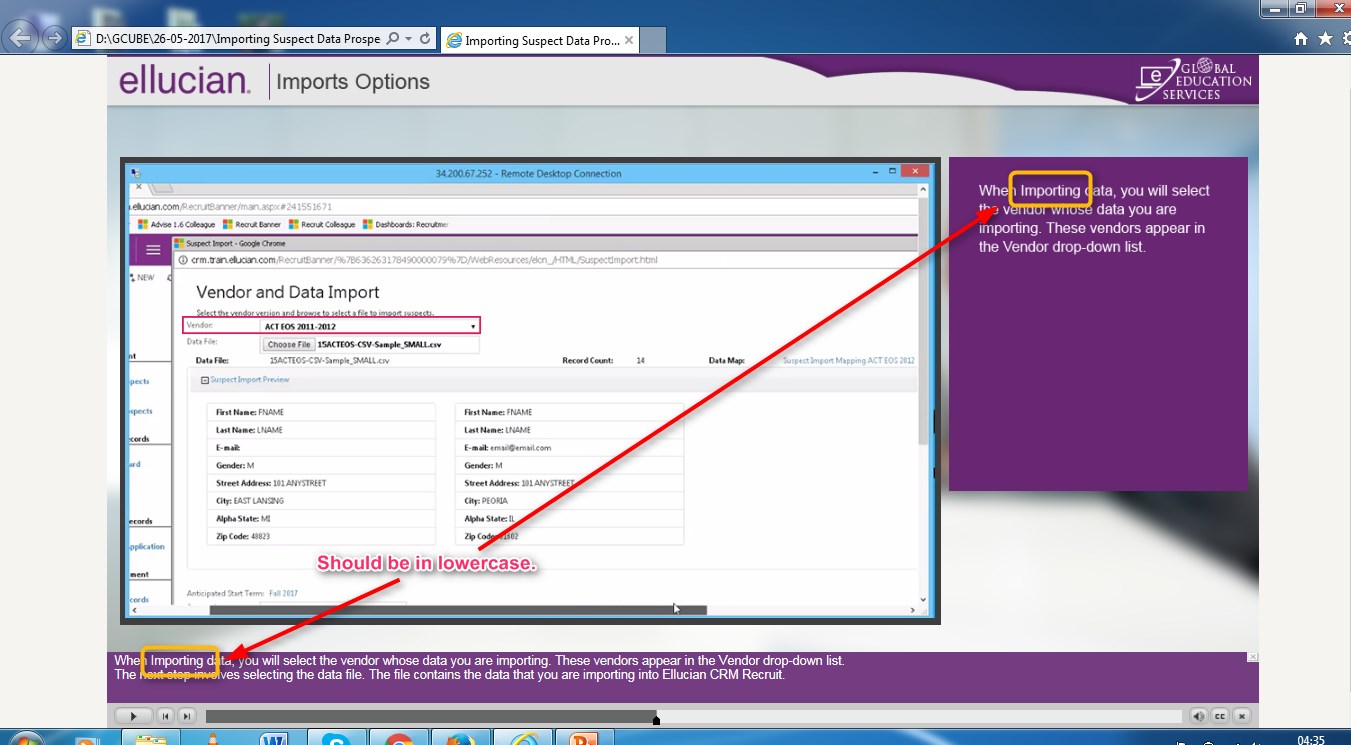 D:\GCUBE\26-05-2017\Importing Suspect Data Prospe
Importing Suspect Data Pro...
ellucian.
Imports Options
GLOBAL
EDUCATION
SERVICES
34.200.67.252 - Remote Desktop Connection
.ellucian.com/RecruitBanner/main.aspx#241551671
Advise 1.6 Colleague Recruit Banner Recruit Colleague Dashboards: Recruitmer
Suspect Import - Google Chrome
NEW
crm.train.ellucian.com/RecruitBanner/%7B636263178490000079%7D/WebResources/elcn_/HTML/SuspectImport.html
Vendor and Data Import
Select the vendor version and browse to select a file to import suspects.
Vendor: ACT EOS 2011-2012
Data File: Choose File 15ACTEOS-CSV-Sample_SMALL.csv
Data File: 15ACTEOS-CSV-Sample_SMALL.csv Record Count: 14 Data Map: Suspect Import Mapping ACT EOS 2012
Suspect Import Preview
nt
pects
spects
cords
ard
ecords
pplication
ment
cords
First Name: FNAME
Last Name: LNAME
E-mail:
Gender: M
Street Address: 101 ANYSTREET
City: EAST LANSING
Alpha State: MI
Zip Code: 48823
First Name: FNAME
Last Name: LNAME
E-mail: email@email.com
Gender: M
Street Address: 101 ANYSTREET
City: PEORIA
Alpha State: IL
Zip Code:
Should be in lowercase.
Anticipated Start Term: Fall 2017
When Importing data, you will select
the vendor whose data you are
importing. These vendors appear in
the Vendor drop-down list.
When Importing data, you will select the vendor whose data you are importing. These vendors appear in the Vendor drop-down list.
The next step involves selecting the data file. The file contains the data that you are importing into Ellucian CRM Recruit.
CC
04:35